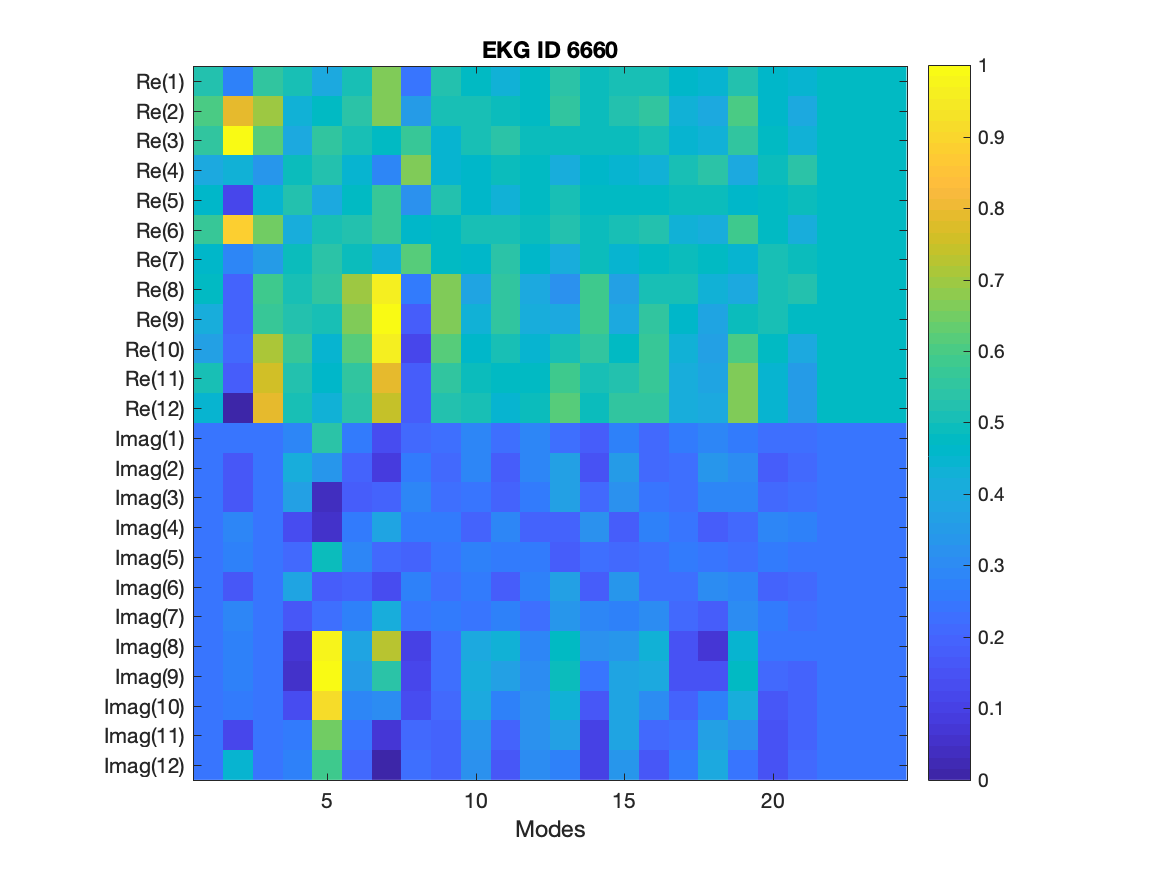 EKG ID 6660
Re(1)
Re(2)
Re(3)
Re(4)
Re(5)
Re(6)
Re(7)
Re(8)
Re(9)
Re(10)
Re(11)
Re(12)
Imag(1)
Imag(2)
Imag(3)
Imag(4)
Imag(5)
Imag(6)
Imag(7)
Imag(8)
Imag(9)
Imag(10)
Imag(11)
Imag(12)
5 10 15 20
Modes
1
0.9
0.8
0.7
0.6
0.5
0.4
0.3
0.2
0.1
0